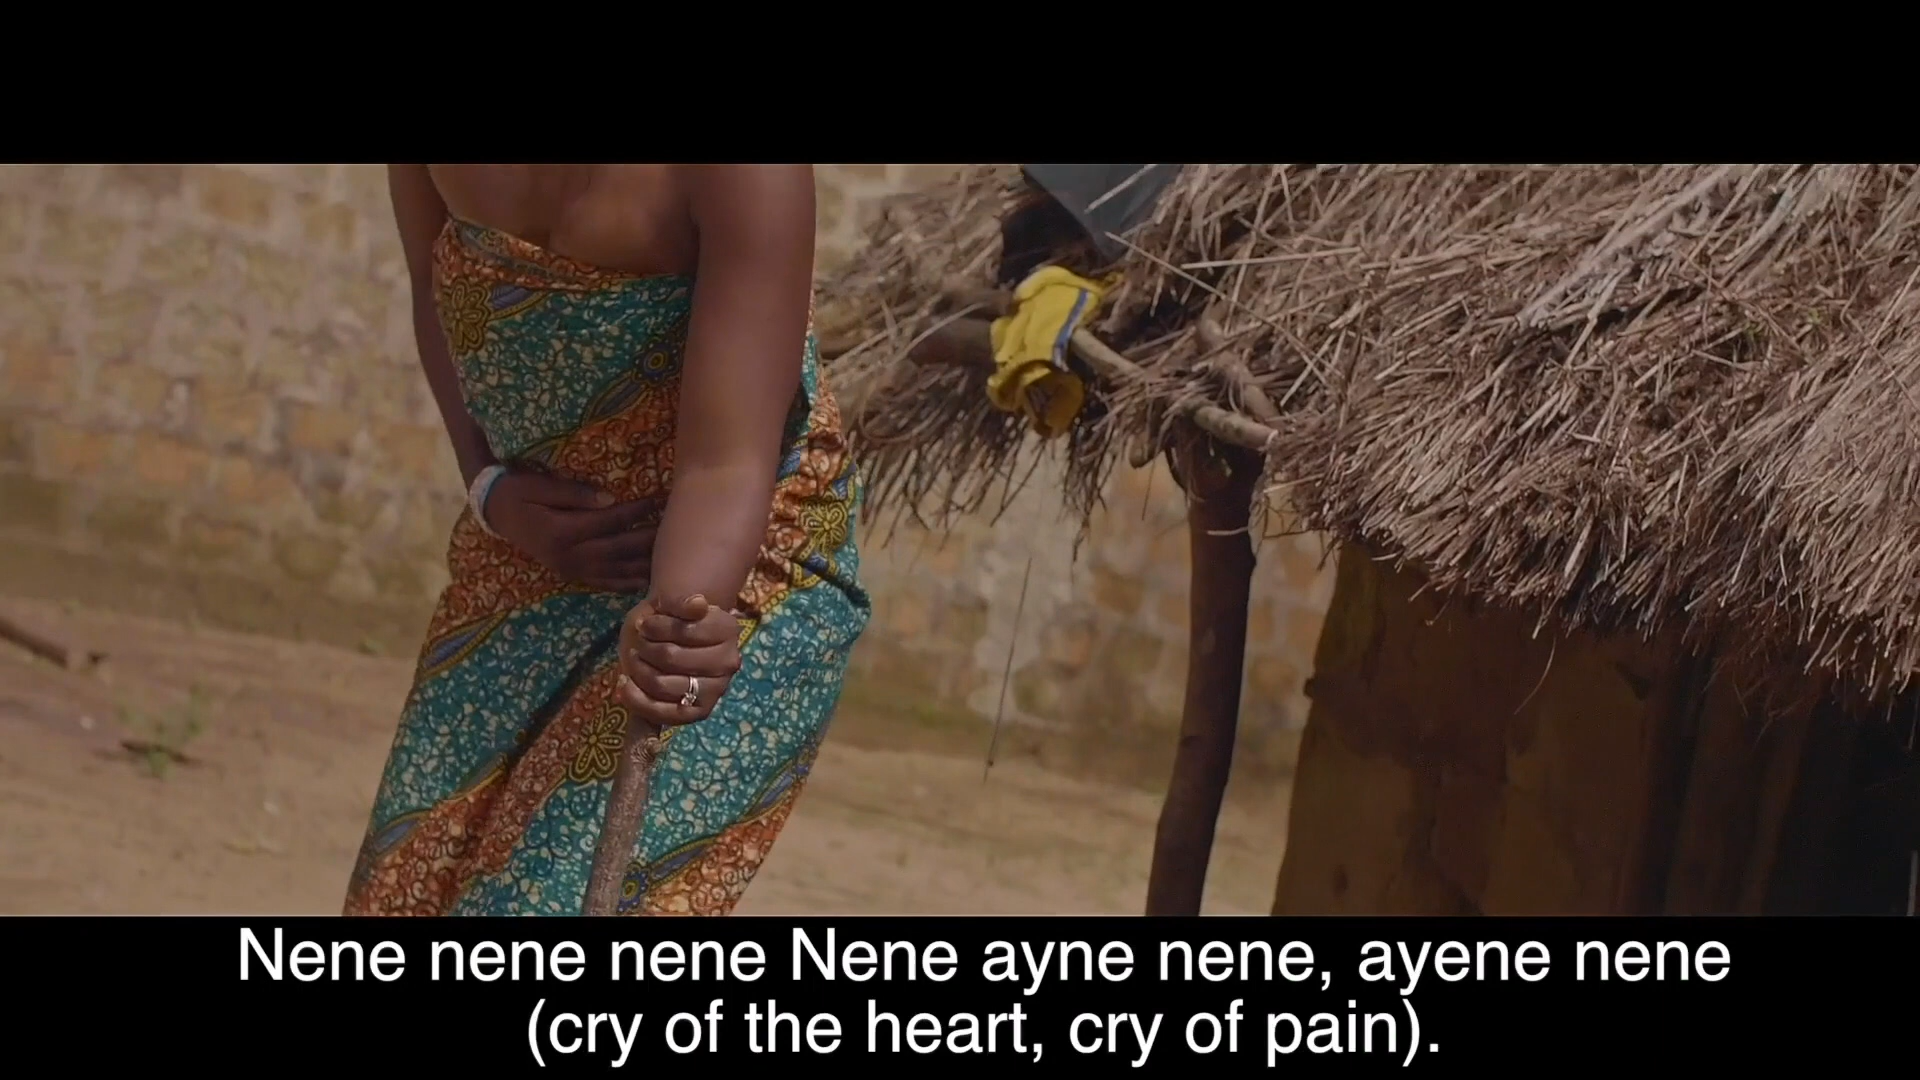 Nene nene nene Nene ayne nene, ayene nene
(cry of the heart, cry of pain).